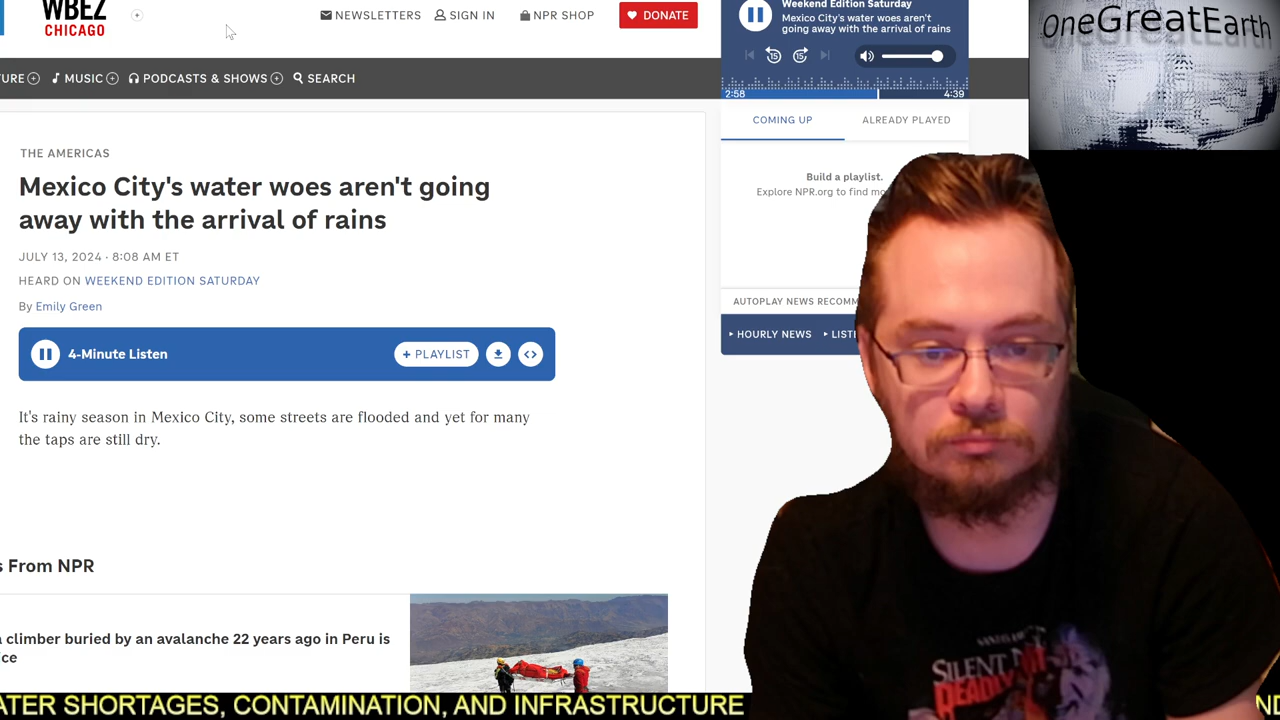 WBEZ
CHICAGO
NEWSLETTERS
SIGN IN
NPR SHOP
DONATE
MUSIC
PODCASTS & SHOWS
SEARCH
Weekend Edition Saturday
Mexico City's water woes aren't
going away with the arrival of rains
15
15
2:58
4:39
COMING UP
ALREADY PLAYED
Build a playlist.
Explore NPR.org to find
AUTOPLAY NEWS
HOURLY NEWS
OneGreatEarth
THE AMERICAS
Mexico City's water woes aren't going
away with the arrival of rains
JULY 13, 2024 · 8:08 AM ET
HEARD ON WEEKEND EDITION SATURDAY
By Emily Green
4-Minute Listen
+ PLAYLIST
It's rainy season in Mexico City, some streets are flooded and yet for many
the taps are still dry.
From NPR
climber buried by an avalanche 22 years ago in Peru is
SILENT
DEADLY
SHORTAGES, CONTAMINATION, AND INFRASTRUCTURE